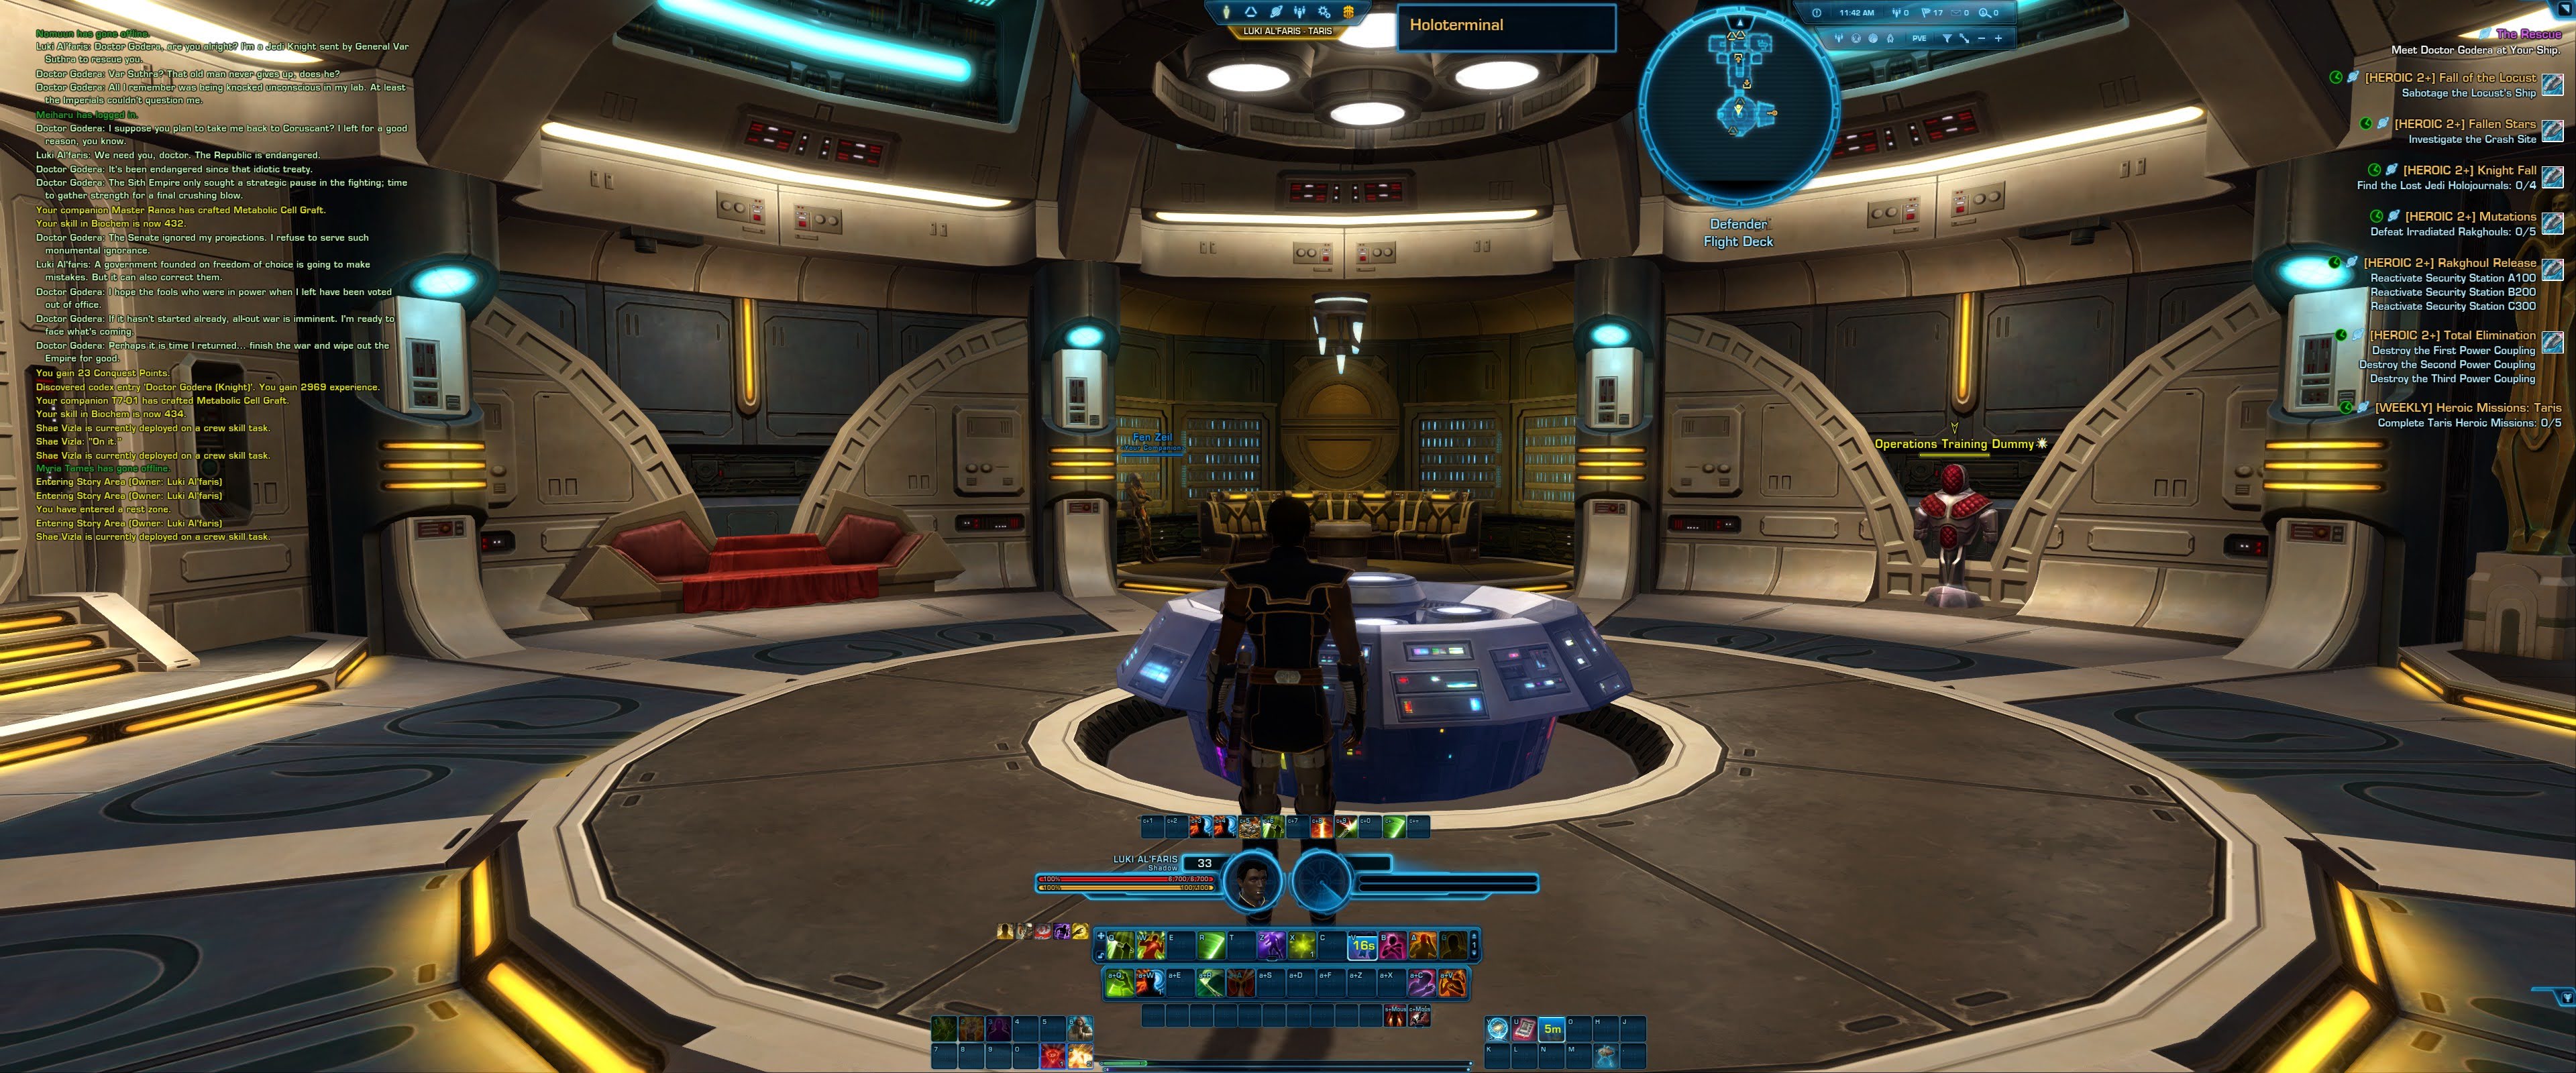 Nomuun has gone offline.
Luki Al'faris: Doctor Godera, are you alright? I'm a Jedi Knight sent by General Var
Suthra to rescue you.
Doctor Godera: Var Suthra? That old man never gives up, does he?
Doctor Godera: All I remember was being knocked unconscious in my lab. At least
the Imperials couldn't question me.
Meiharu has logged in.
Doctor Godera: I suppose you plan to take me back to Coruscant? I left for a good
reason, you know.
Luki Al'faris: We need you, doctor. The Republic is endangered.
Doctor Godera: It's been endangered since that idiotic treaty.
Doctor Godera: The Sith Empire only sought a strategic pause in the fighting; time
to gather strength for a final crushing blow.
Your companion Master Ranos has crafted Metabolic Cell Graft.
Your skill in Biochem is now 432.
Doctor Godera: The Senate ignored my projections. I refuse to serve such
monumental ignorance.
Luki Al'faris: A government founded on freedom of choice is going to make
mistakes. But it can also correct them.
Doctor Godera: I hope the fools who were in power when I left have been voted
out of office.
Doctor Godera: If it hasn't started already, all-out war is imminent. I'm ready to
face what's coming.
Doctor Godera: Perhaps it is time I returned... finish the war and wipe out the
Empire for good.
You gain 23 Conquest Points.
Discovered codex entry 'Doctor Godera (Knight)'. You gain 2969 experience.
Your companion T7-01 has crafted Metabolic Cell Graft.
Your skill in Biochem is now 434.
Shae Vizla is currently deployed on a crew skill task.
Shae Vizla: "On it."
Shae Vizla is currently deployed on a crew skill task.
Myria Tames has gone offline.
Entering Story Area (Owner: Luki Al'faris)
Entering Story Area (Owner: Luki Al'faris)
You have entered a rest zone.
Entering Story Area (Owner: Luki Al'faris)
Shae Vizla is currently deployed on a crew skill task.
LUKI AL'FARIS - TARIS
Holoterminal
11:42 AM 0 17 0 0
PVE
Defender
Flight Deck
The Rescue
Meet Doctor Godera at Your Ship.
[HEROIC 2+] Fall of the Locust
Sabotage the Locust's Ship
[HEROIC 2+] Fallen Stars
Investigate the Crash Site
[HEROIC 2+] Knight Fall
Find the Lost Jedi Holojournals: 0/4
[HEROIC 2+] Mutations
Defeat Irradiated Rakghouls: 0/5
[HEROIC 2+] Rakghoul Release
Reactivate Security Station A100
Reactivate Security Station B200
Reactivate Security Station C300
[HEROIC 2+] Total Elimination
Destroy the First Power Coupling
Destroy the Second Power Coupling
Destroy the Third Power Coupling
[WEEKLY] Heroic Missions: Taris
Complete Taris Heroic Missions: 0/5
Fen Zeil
Your Companion
Operations Training Dummy
LUKI AL'FARIS 33
Shadow
100% 6,700/6,700
100% 100/100
E R T Z X C 16s B A
a+Q a+W a+E a+S a+D a+F a+Z a+X a+C a+V
4 5
7 8 9 0
U 5m O H J
K L N M